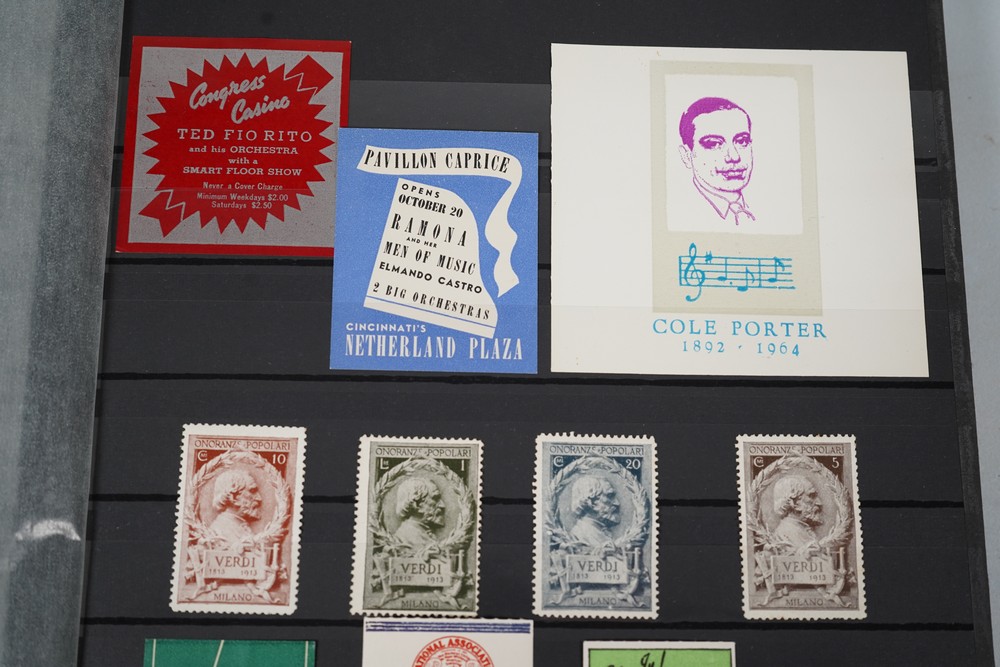 Congress
Casino
TED FIO RITO
and his ORCHESTRA
with a
SMART FLOOR SHOW
Never a Cover Charge
Minimum Weekdays $2.00
Saturdays $2.50
PAVILLON CAPRICE
OPENS
OCTOBER 20
RAMONA
AND HER
MEN OF MUSIC
ELMANDO CASTRO
2 BIG ORCHESTRAS
CINCINNATI'S
NETHERLAND PLAZA
COLE PORTER
1892 - 1964
ONORANZE POPOLARI
10
VERDI
1813 1913
MILANO
ONORANZE POPOLARI
1
VERDI
1813 1913
MILANO
ONORANZE POPOLARI
20
VERDI
1813 1913
MILANO
ONORANZE POPOLARI
5
VERDI
1813 1913
MILANO